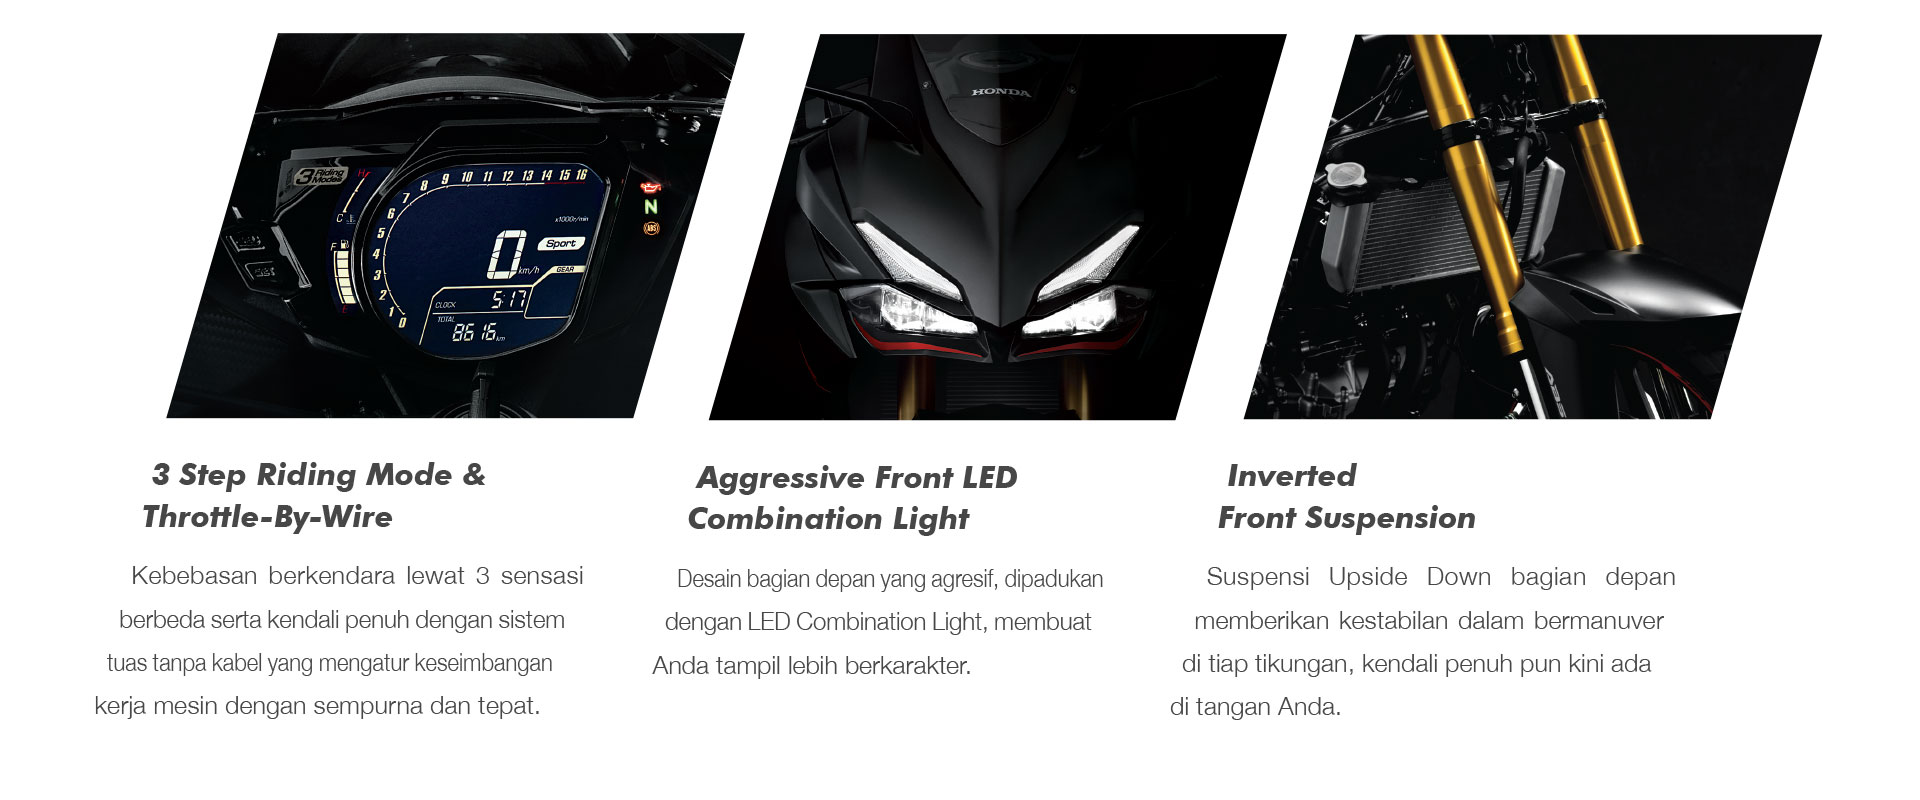 3 Riding
Modes
H
C
F
E
0 1 2 3 4 5 6 7 8 9 10 11 12 13 14 15 16
x1000r/min
0 km/h
Sport
GEAR
CLOCK 5:17
TOTAL
8616 km
N
ABS
HONDA
3 Step Riding Mode &
Throttle-By-Wire
Kebebasan berkendara lewat 3 sensasi
berbeda serta kendali penuh dengan sistem
tuas tanpa kabel yang mengatur keseimbangan
kerja mesin dengan sempurna dan tepat.
Aggressive Front LED
Combination Light
Desain bagian depan yang agresif, dipadukan
dengan LED Combination Light, membuat
Anda tampil lebih berkarakter.
Inverted
Front Suspension
Suspensi Upside Down bagian depan
memberikan kestabilan dalam bermanuver
di tiap tikungan, kendali penuh pun kini ada
di tangan Anda.